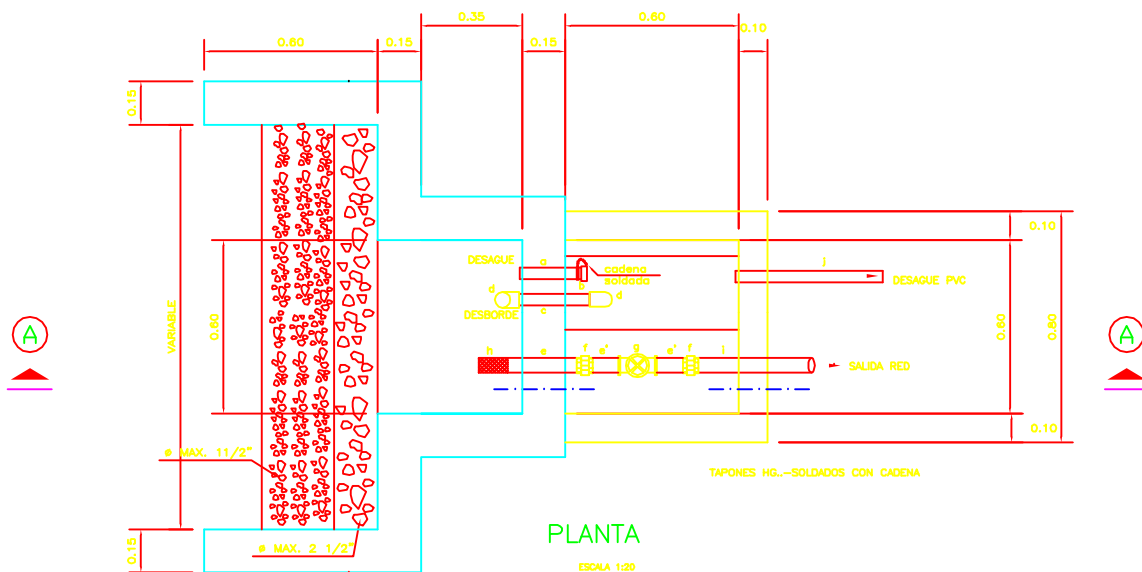 0.35
0.60
0.60
0.15
0.15
0.10
0.15
VARIABLE
0.60
0.10
DESAGUE
a
cadena
soldada
b
l
DESAGUE PVC
d
d
c
DESBORDE
0.60
0.80
A
A
h
e
f
e'
g
e'
f
i
SALIDA RED
0.10
ø MAX. 11/2"
TAPONES HG.-SOLDADOS CON CADENA
0.15
ø MAX. 2 1/2"
PLANTA
ESCALA 1:20